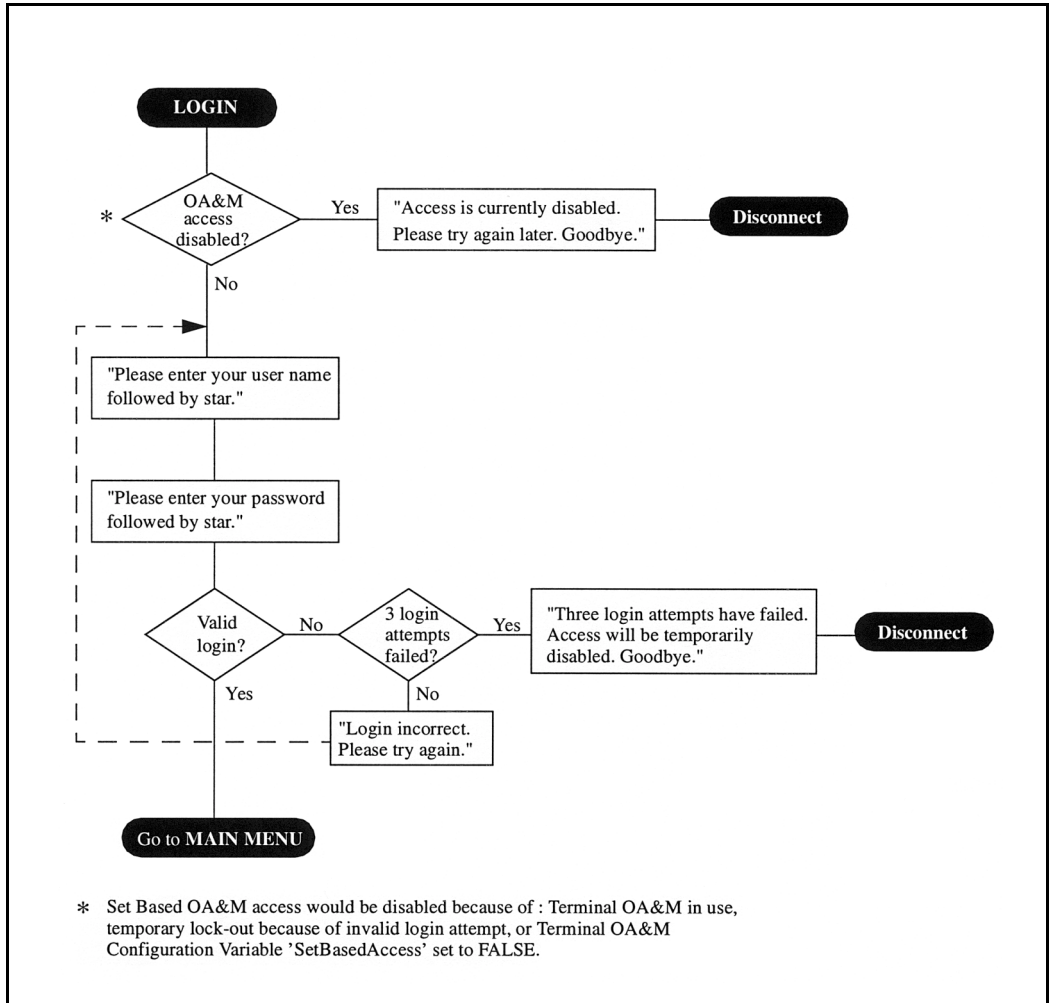 LOGIN
OA&M
access
disabled?
*
Yes
"Access is currently disabled.
Please try again later. Goodbye."
Disconnect
No
"Please enter your user name
followed by star."
"Please enter your password
followed by star."
Valid
login?
No
3 login
attempts
failed?
Yes
"Three login attempts have failed.
Access will be temporarily
disabled. Goodbye."
Disconnect
Yes
No
"Login incorrect.
Please try again."
Go to MAIN MENU
* Set Based OA&M access would be disabled because of : Terminal OA&M in use,
temporary lock-out because of invalid login attempt, or Terminal OA&M
Configuration Variable 'SetBasedAccess' set to FALSE.